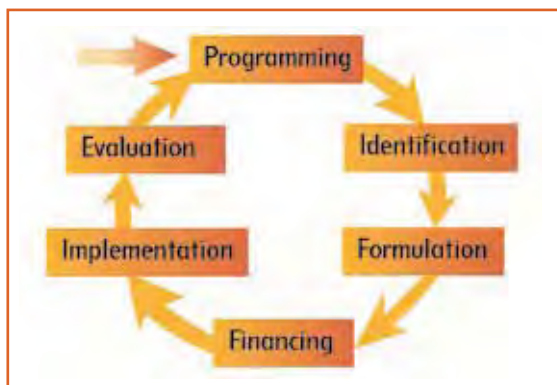 Programming
Identification
Formulation
Financing
Implementation
Evaluation